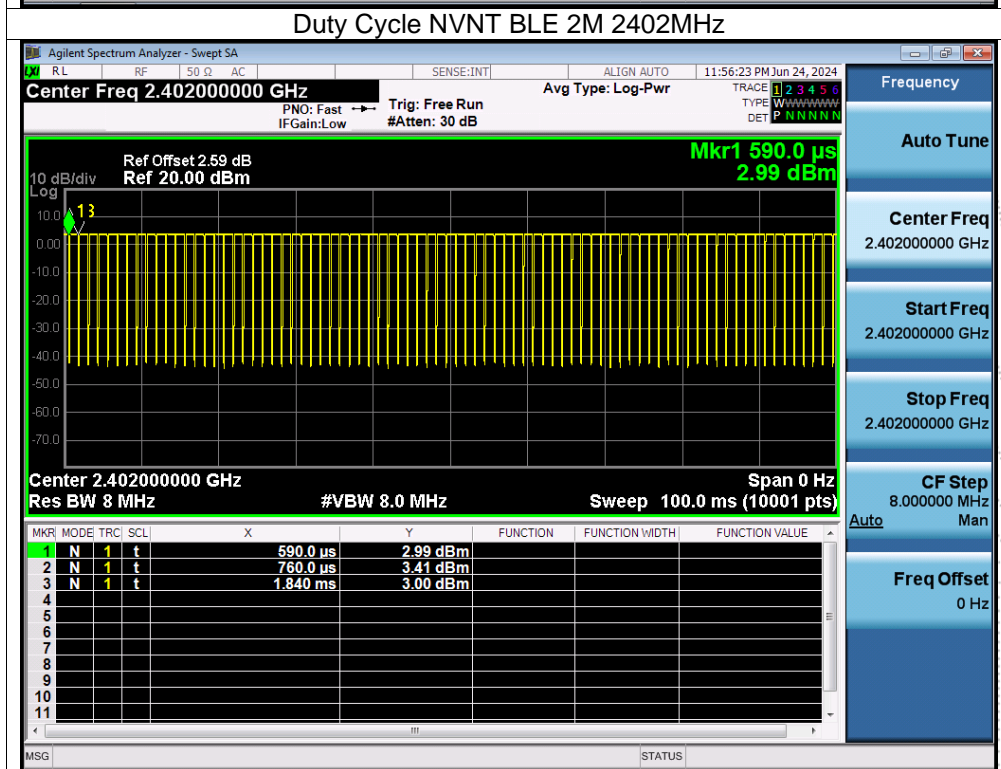 Duty Cycle NVNT BLE 2M 2402MHz
Agilent Spectrum Analyzer - Swept SA
LXI RL RF 50 Ω AC SENSE:INT ALIGN AUTO 11:56:23 PM Jun 24, 2024
Center Freq 2.402000000 GHz
PNO: Fast
IFGain:Low
Trig: Free Run
#Atten: 30 dB
Avg Type: Log-Pwr
TRACE 1 2 3 4 5 6
TYPE WWWWWWW
DET P N N N N N
Ref Offset 2.59 dB
Ref 20.00 dBm
10 dB/div
Log
Mkr1 590.0 µs
2.99 dBm
10.0
0.00
-10.0
-20.0
-30.0
-40.0
-50.0
-60.0
-70.0
1 3
Center 2.402000000 GHz Span 0 Hz
Res BW 8 MHz #VBW 8.0 MHz Sweep 100.0 ms (10001 pts)
MKR MODE TRC SCL X Y FUNCTION FUNCTION WIDTH FUNCTION VALUE
1 N 1 t 590.0 µs 2.99 dBm
2 N 1 t 760.0 µs 3.41 dBm
3 N 1 t 1.840 ms 3.00 dBm
4
5
6
7
8
9
10
11
MSG STATUS
Frequency
Auto Tune
Center Freq
2.402000000 GHz
Start Freq
2.402000000 GHz
Stop Freq
2.402000000 GHz
CF Step
8.000000 MHz
Auto Man
Freq Offset
0 Hz